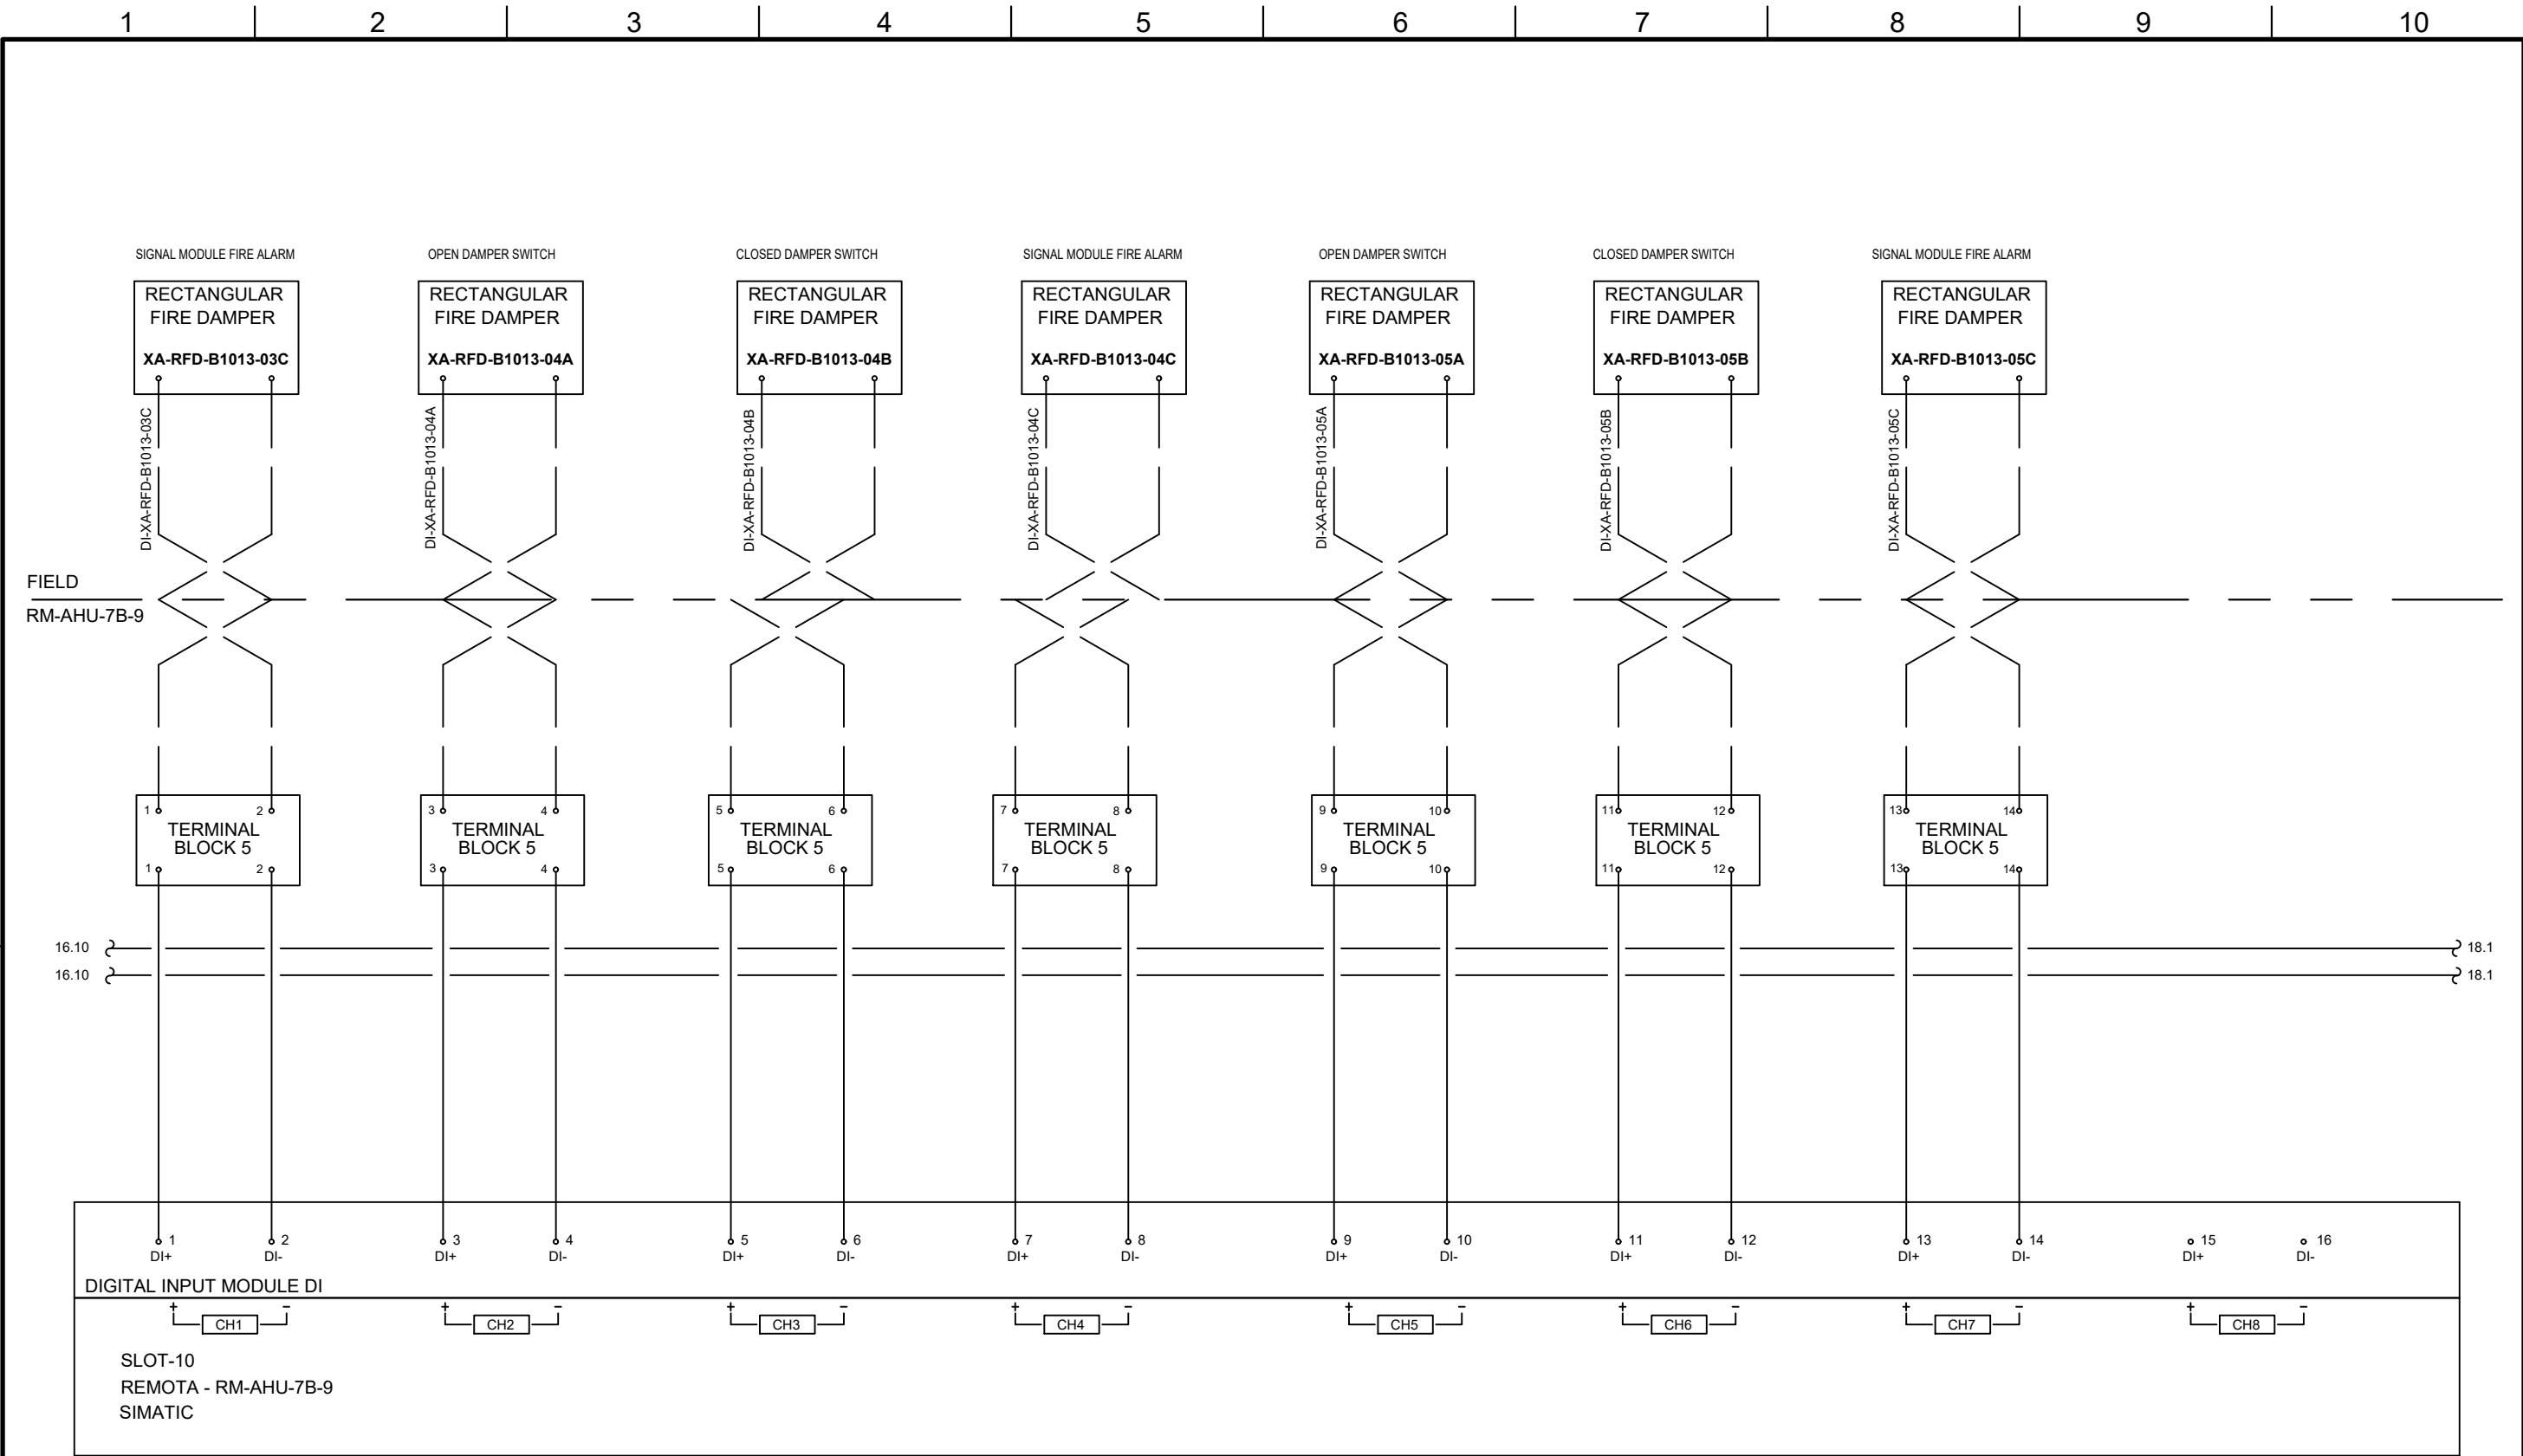 1 2 3 4 5 6 7 8 9 10
SIGNAL MODULE FIRE ALARM
RECTANGULAR
FIRE DAMPER
XA-RFD-B1013-03C
DI-XA-RFD-B1013-03C
OPEN DAMPER SWITCH
RECTANGULAR
FIRE DAMPER
XA-RFD-B1013-04A
DI-XA-RFD-B1013-04A
CLOSED DAMPER SWITCH
RECTANGULAR
FIRE DAMPER
XA-RFD-B1013-04B
DI-XA-RFD-B1013-04B
SIGNAL MODULE FIRE ALARM
RECTANGULAR
FIRE DAMPER
XA-RFD-B1013-04C
DI-XA-RFD-B1013-04C
OPEN DAMPER SWITCH
RECTANGULAR
FIRE DAMPER
XA-RFD-B1013-05A
DI-XA-RFD-B1013-05A
CLOSED DAMPER SWITCH
RECTANGULAR
FIRE DAMPER
XA-RFD-B1013-05B
DI-XA-RFD-B1013-05B
SIGNAL MODULE FIRE ALARM
RECTANGULAR
FIRE DAMPER
XA-RFD-B1013-05C
DI-XA-RFD-B1013-05C
FIELD
RM-AHU-7B-9
1 2
TERMINAL
BLOCK 5
1 2
3 4
TERMINAL
BLOCK 5
3 4
5 6
TERMINAL
BLOCK 5
5 6
7 8
TERMINAL
BLOCK 5
7 8
9 10
TERMINAL
BLOCK 5
9 10
11 12
TERMINAL
BLOCK 5
11 12
13 14
TERMINAL
BLOCK 5
13 14
16.10 18.1
16.10 18.1
1 2 3 4 5 6 7 8 9 10 11 12 13 14 15 16
DI+ DI- DI+ DI- DI+ DI- DI+ DI- DI+ DI- DI+ DI- DI+ DI- DI+ DI-
DIGITAL INPUT MODULE DI
+ CH1 - + CH2 - + CH3 - + CH4 - + CH5 - + CH6 - + CH7 - + CH8 -
SLOT-10
REMOTA - RM-AHU-7B-9
SIMATIC